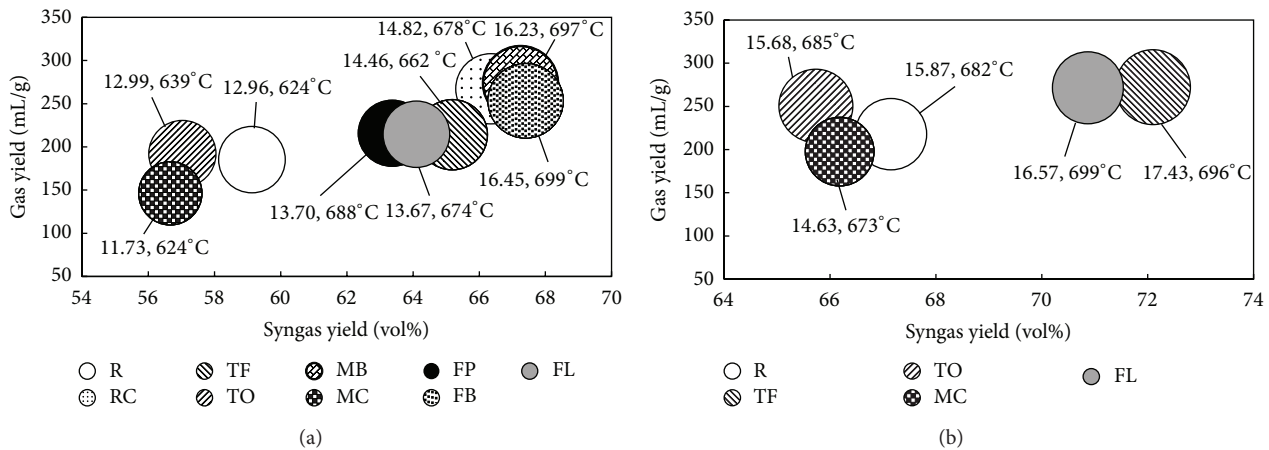 350
300
250
200
150
100
50
Gas yield (mL/g)
14.82, 678˚C
16.23, 697˚C
14.46, 662 ˚C
12.99, 639˚C
12.96, 624˚C
16.45, 699˚C
13.70, 688˚C
13.67, 674˚C
11.73, 624˚C
54 56 58 60 62 64 66 68 70
Syngas yield (vol%)
R TF MB FP FL
RC TO MC FB
(a)
350
300
250
200
150
100
50
Gas yield (mL/g)
15.68, 685˚C
15.87, 682˚C
16.57, 699˚C
17.43, 696˚C
14.63, 673˚C
64 66 68 70 72 74
Syngas yield (vol%)
R TO FL
TF MC
(b)